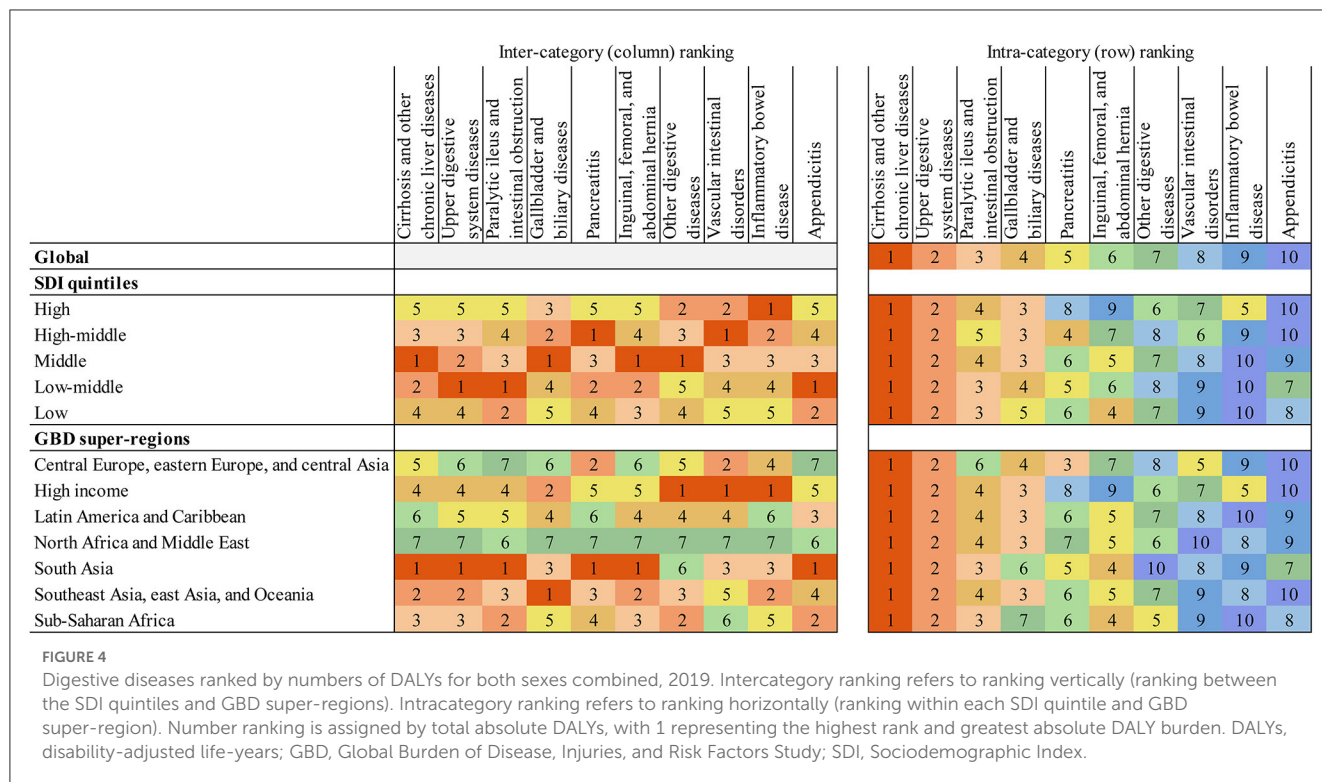 Inter-category (column) ranking
Intra-category (row) ranking
Cirrhosis and other
chronic liver diseases
Upper digestive
system diseases
Paralytic ileus and
intestinal obstruction
Gallbladder and
biliary diseases
Pancreatitis
Inguinal, femoral, and
abdominal hernia
Other digestive
diseases
Vascular intestinal
disorders
Inflammatory bowel
disease
Appendicitis
Cirrhosis and other
chronic liver diseases
Upper digestive
system diseases
Paralytic ileus and
intestinal obstruction
Gallbladder and
biliary diseases
Pancreatitis
Inguinal, femoral, and
abdominal hernia
Other digestive
diseases
Vascular intestinal
disorders
Inflammatory bowel
disease
Appendicitis
Global 1 2 3 4 5 6 7 8 9 10
SDI quintiles
High 5 5 5 3 5 5 2 2 1 5 1 2 4 3 8 9 6 7 5 10
High-middle 3 3 4 2 1 4 3 1 2 4 1 2 5 3 4 7 8 6 9 10
Middle 1 2 3 1 3 1 1 3 3 3 1 2 4 3 6 5 7 8 10 9
Low-middle 2 1 1 4 2 2 5 4 4 1 1 2 3 4 5 6 8 9 10 7
Low 4 4 2 5 4 3 4 5 5 2 1 2 3 5 6 4 7 9 10 8
GBD super-regions
Central Europe, eastern Europe, and central Asia 5 6 7 6 2 6 5 2 4 7 1 2 6 4 3 7 8 5 9 10
High income 4 4 4 2 5 5 1 1 1 5 1 2 4 3 8 9 6 7 5 10
Latin America and Caribbean 6 5 5 4 6 4 4 4 6 3 1 2 4 3 6 5 7 8 10 9
North Africa and Middle East 7 7 6 7 7 7 7 7 7 6 1 2 4 3 7 5 6 10 8 9
South Asia 1 1 1 3 1 1 6 3 3 1 1 2 3 6 5 4 10 8 9 7
Southeast Asia, east Asia, and Oceania 2 2 3 1 3 2 3 5 2 4 1 2 4 3 6 5 7 9 8 10
Sub-Saharan Africa 3 3 2 5 4 3 2 6 5 2 1 2 3 7 6 4 5 9 10 8
FIGURE 4
Digestive diseases ranked by numbers of DALYs for both sexes combined, 2019. Intercategory ranking refers to ranking vertically (ranking between
the SDI quintiles and GBD super-regions). Intracategory ranking refers to ranking horizontally (ranking within each SDI quintile and GBD
super-region). Number ranking is assigned by total absolute DALYs, with 1 representing the highest rank and greatest absolute DALY burden. DALYs,
disability-adjusted life-years; GBD, Global Burden of Disease, Injuries, and Risk Factors Study; SDI, Sociodemographic Index.